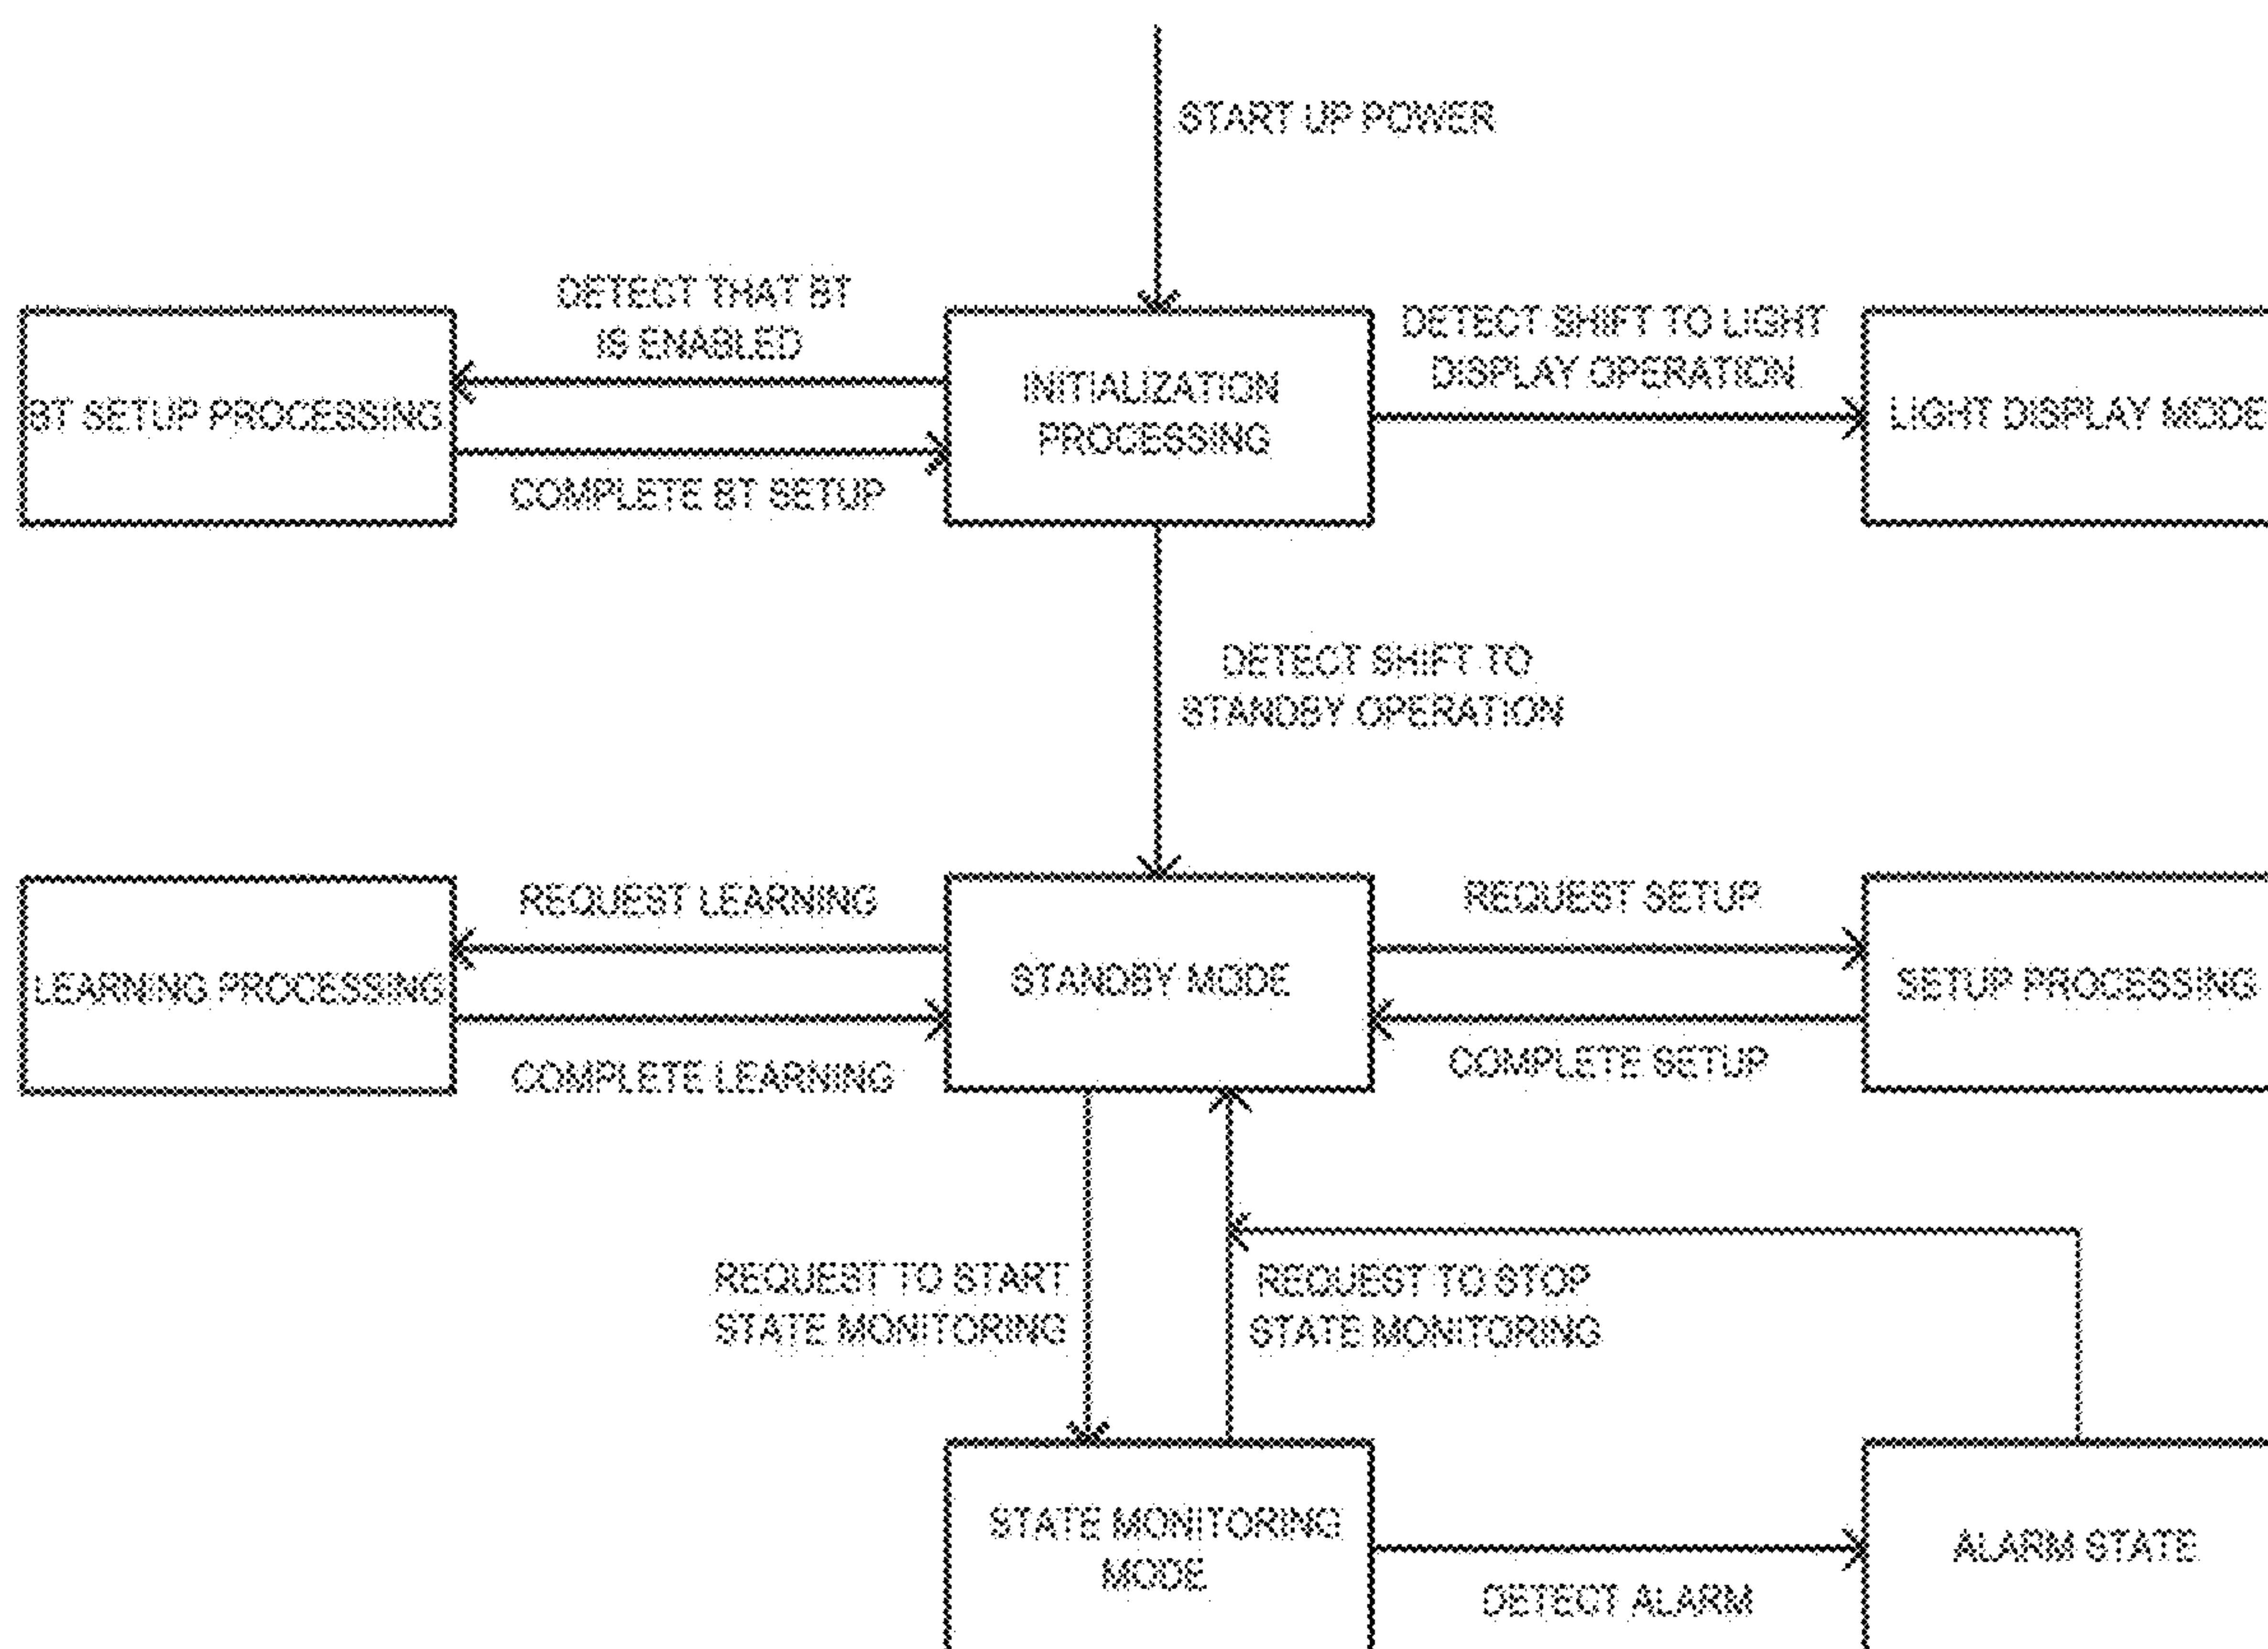 START UP POWER
DETECT THAT BT
IS ENABLED
DETECT SHIFT TO LIGHT
DISPLAY OPERATION
BT SETUP PROCESSING
INITIALIZATION
PROCESSING
LIGHT DISPLAY MODE
COMPLETE BT SETUP
DETECT SHIFT TO
STANDBY OPERATION
REQUEST LEARNING
REQUEST SETUP
LEARNING PROCESSING
STANDBY MODE
SETUP PROCESSING
COMPLETE LEARNING
COMPLETE SETUP
REQUEST TO START
STATE MONITORING
REQUEST TO STOP
STATE MONITORING
STATE MONITORING
MODE
ALARM STATE
DETECT ALARM